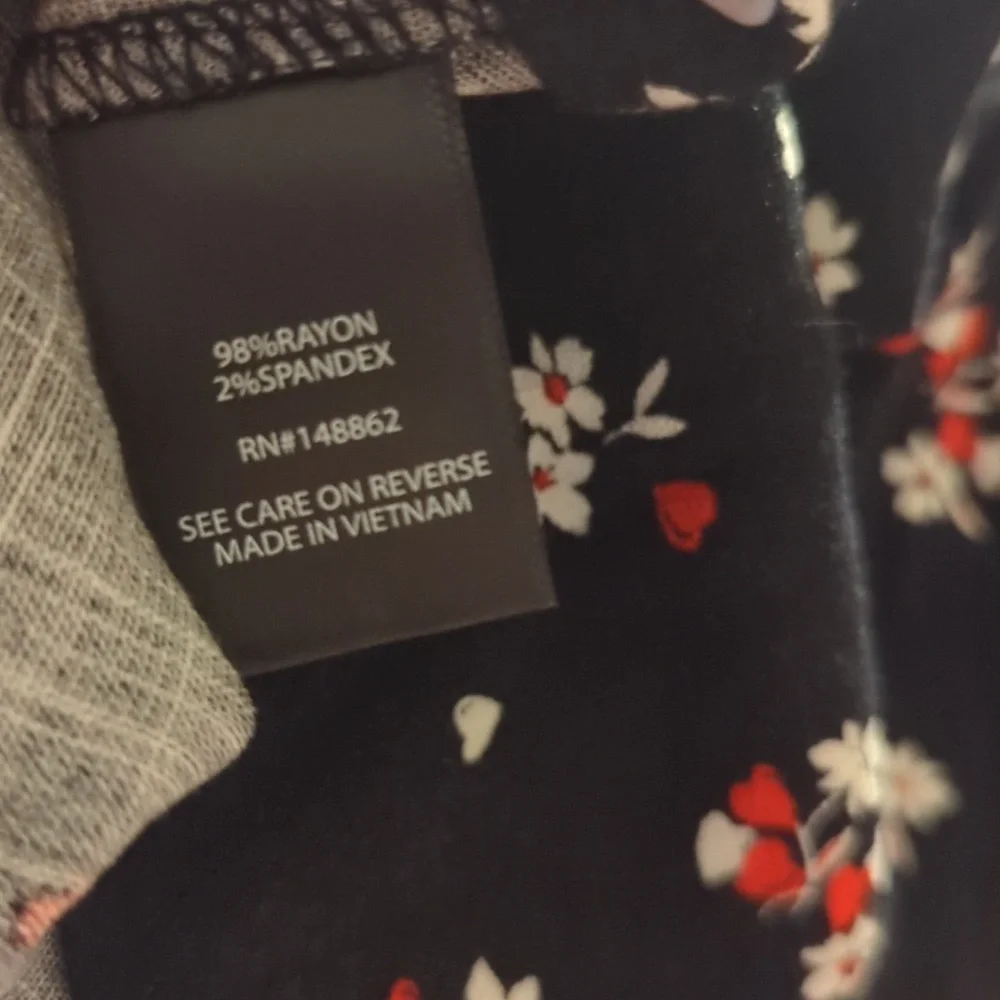 98%RAYON
2%SPANDEX
RN#148862
SEE CARE ON REVERSE
MADE IN VIETNAM